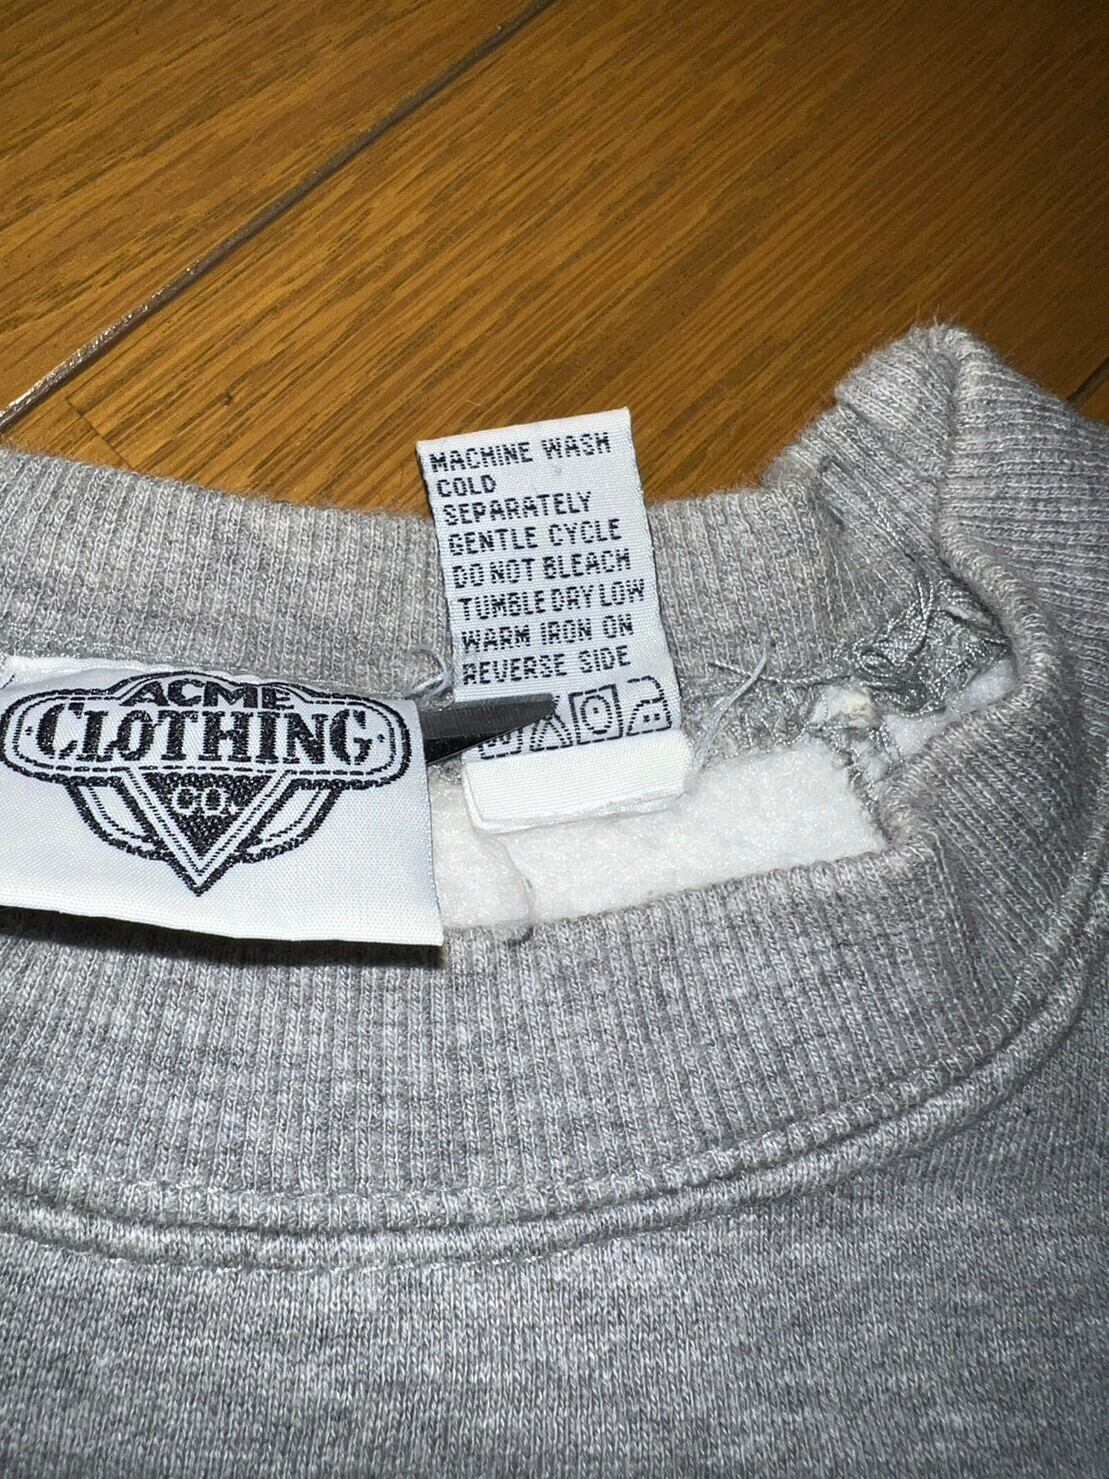 MACHINE WASH
COLD
SEPARATELY
GENTLE CYCLE
DO NOT BLEACH
TUMBLE DRY LOW
WARM IRON ON
REVERSE SIDE
ACME
CLOTHING
CO.